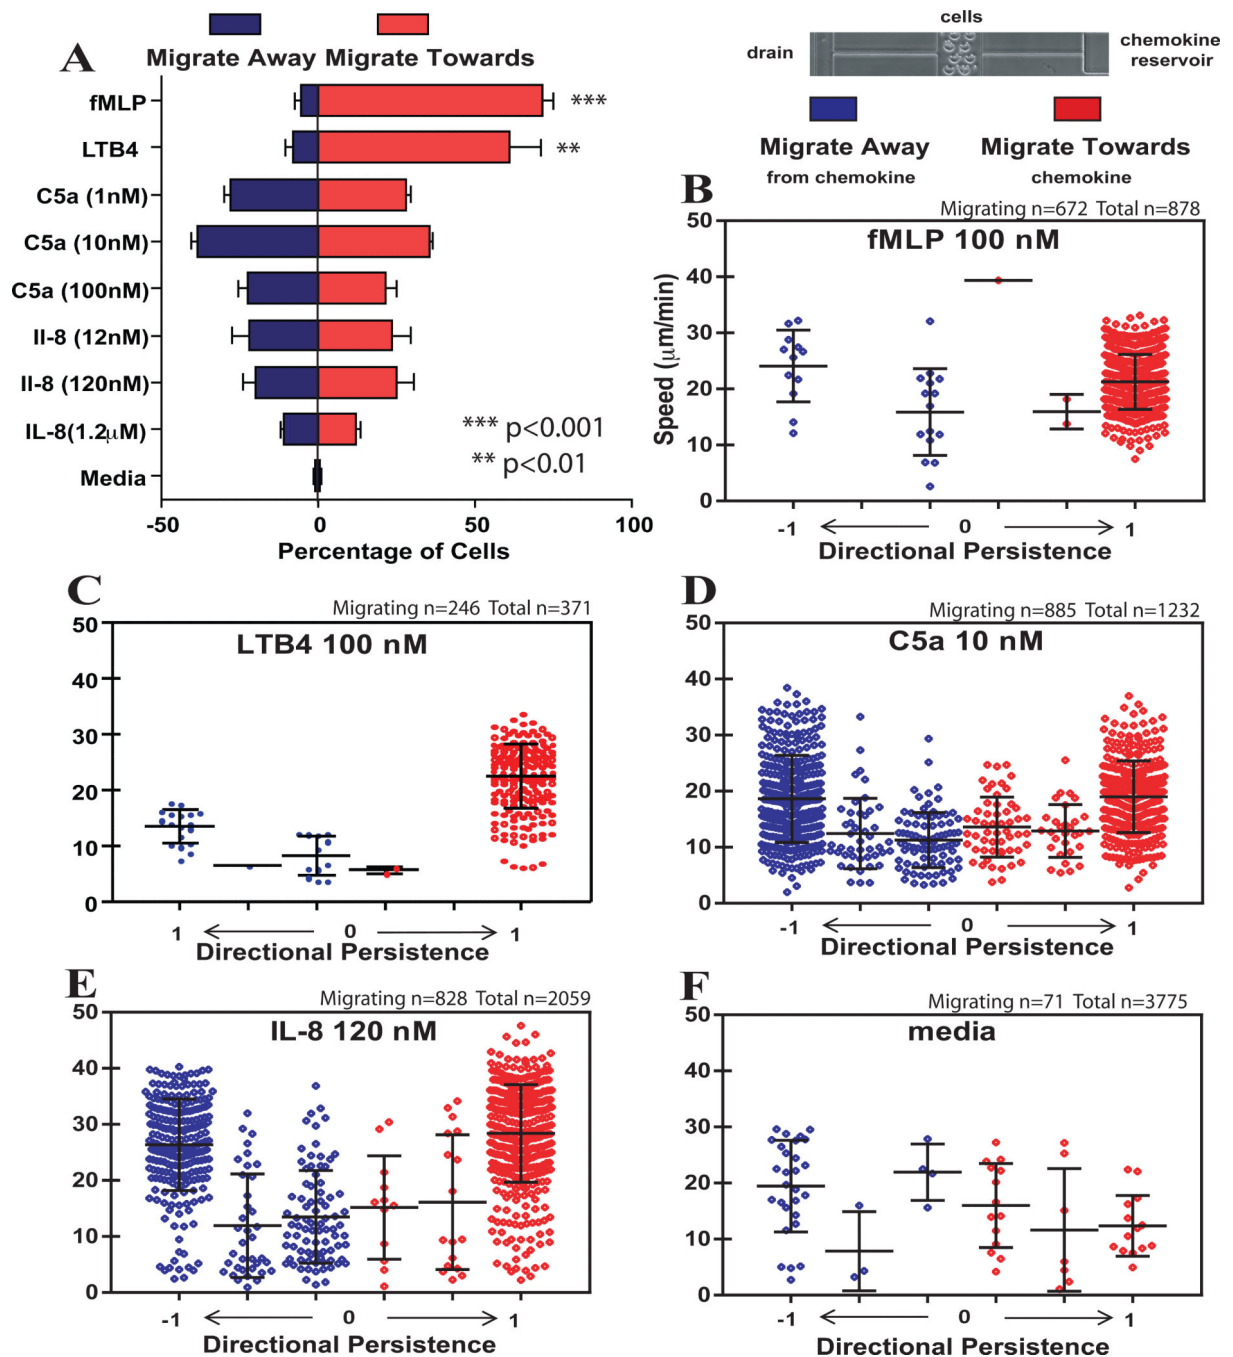 A
Migrate Away Migrate Towards
fMLP
***
LTB4
**
C5a (1nM)
C5a (10nM)
C5a (100nM)
Il-8 (12nM)
Il-8 (120nM)
IL-8(1.2μM)
Media
*** p<0.001
** p<0.01
-50 0 50 100
Percentage of Cells
cells
drain
chemokine
reservoir
Migrate Away
from chemokine
Migrate Towards
chemokine
B
Migrating n=672 Total n=878
fMLP 100 nM
Speed (μm/min)
50
40
30
20
10
0
-1 0 1
Directional Persistence
C
Migrating n=246 Total n=371
LTB4 100 nM
50
40
30
20
10
0
1 0 1
Directional Persistence
D
Migrating n=885 Total n=1232
C5a 10 nM
50
40
30
20
10
0
-1 0 1
Directional Persistence
E
Migrating n=828 Total n=2059
IL-8 120 nM
50
40
30
20
10
0
-1 0 1
Directional Persistence
F
Migrating n=71 Total n=3775
media
50
40
30
20
10
0
-1 0 1
Directional Persistence